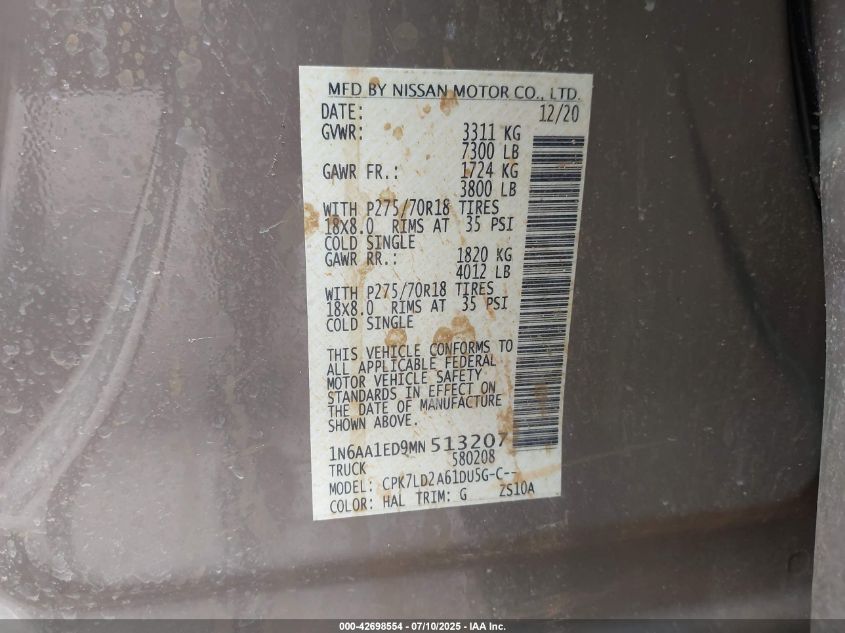 MFD BY NISSAN MOTOR CO., LTD.
DATE: 12/20
GVWR: 3311 KG
7300 LB
GAWR FR.: 1724 KG
3800 LB
WITH P275/70R18 TIRES
18X8.0 RIMS AT 35 PSI
COLD SINGLE
GAWR RR.: 1820 KG
4012 LB
WITH P275/70R18 TIRES
18X8.0 RIMS AT 35 PSI
COLD SINGLE
THIS VEHICLE CONFORMS TO
ALL APPLICABLE FEDERAL
MOTOR VEHICLE SAFETY
STANDARDS IN EFFECT ON
THE DATE OF MANUFACTURE
SHOWN ABOVE.
1N6AA1ED9MN 513207
TRUCK 580208
MODEL: CPK7LD2A61DU5G-C--
COLOR: HAL TRIM: G ZS10A
000-42698554 - 07/10/2025 - IAA Inc.